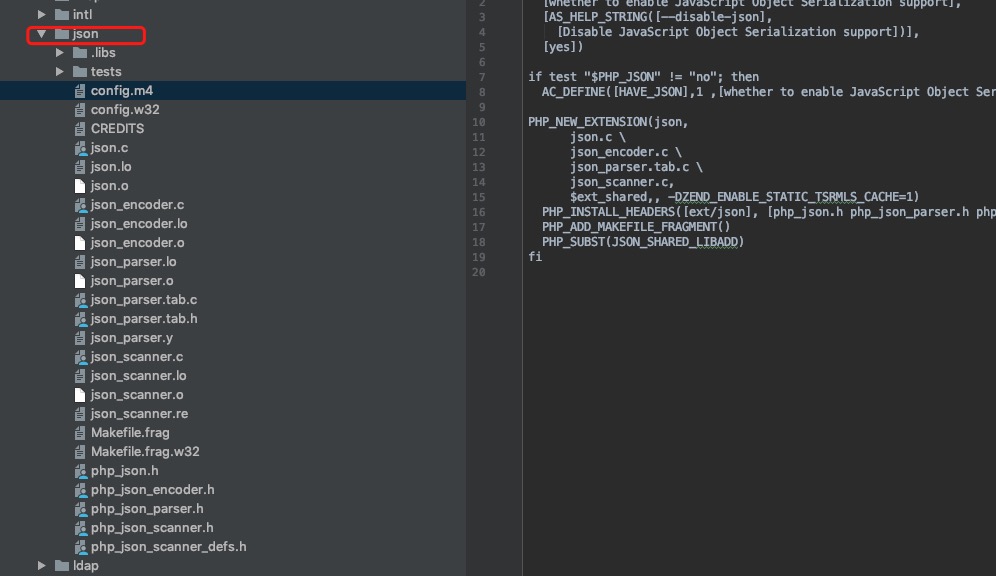 intl
json
.libs
tests
config.m4
config.w32
CREDITS
json.c
json.lo
json.o
json_encoder.c
json_encoder.lo
json_encoder.o
json_parser.lo
json_parser.o
json_parser.tab.c
json_parser.tab.h
json_parser.y
json_scanner.c
json_scanner.lo
json_scanner.o
json_scanner.re
Makefile.frag
Makefile.frag.w32
php_json.h
php_json_encoder.h
php_json_parser.h
php_json_scanner.h
php_json_scanner_defs.h
ldap
2 [whether to enable JavaScript Object Serialization support],
3 [AS_HELP_STRING([--disable-json],
4 [Disable JavaScript Object Serialization support])],
5 [yes])
6
7 if test "$PHP_JSON" != "no"; then
8 AC_DEFINE([HAVE_JSON],1 ,[whether to enable JavaScript Object Ser
9
10 PHP_NEW_EXTENSION(json,
11 json.c \
12 json_encoder.c \
13 json_parser.tab.c \
14 json_scanner.c,
15 $ext_shared,, -DZEND_ENABLE_STATIC_TSRMLS_CACHE=1)
16 PHP_INSTALL_HEADERS([ext/json], [php_json.h php_json_parser.h php
17 PHP_ADD_MAKEFILE_FRAGMENT()
18 PHP_SUBST(JSON_SHARED_LIBADD)
19 fi
20